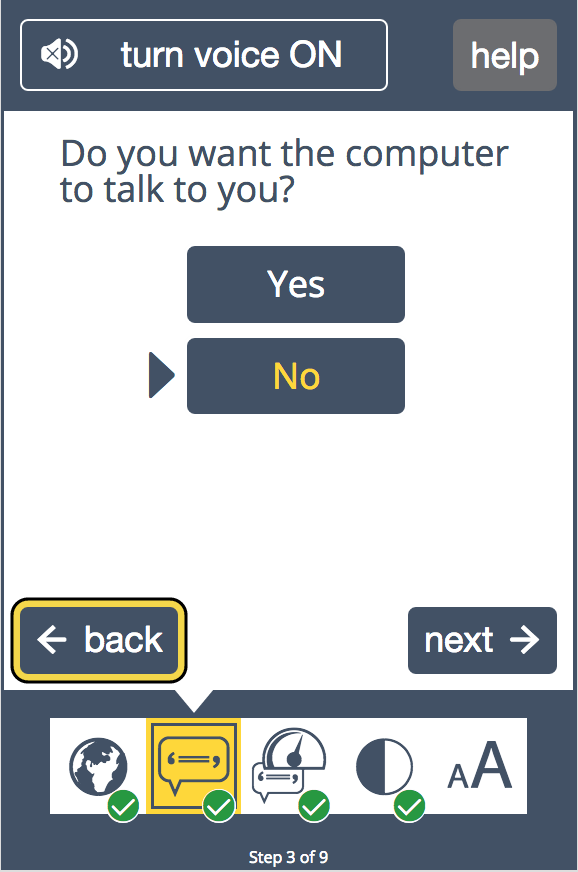 turn voice ON
help
Do you want the computer
to talk to you?
Yes
No
← back
next →
AA
Step 3 of 9